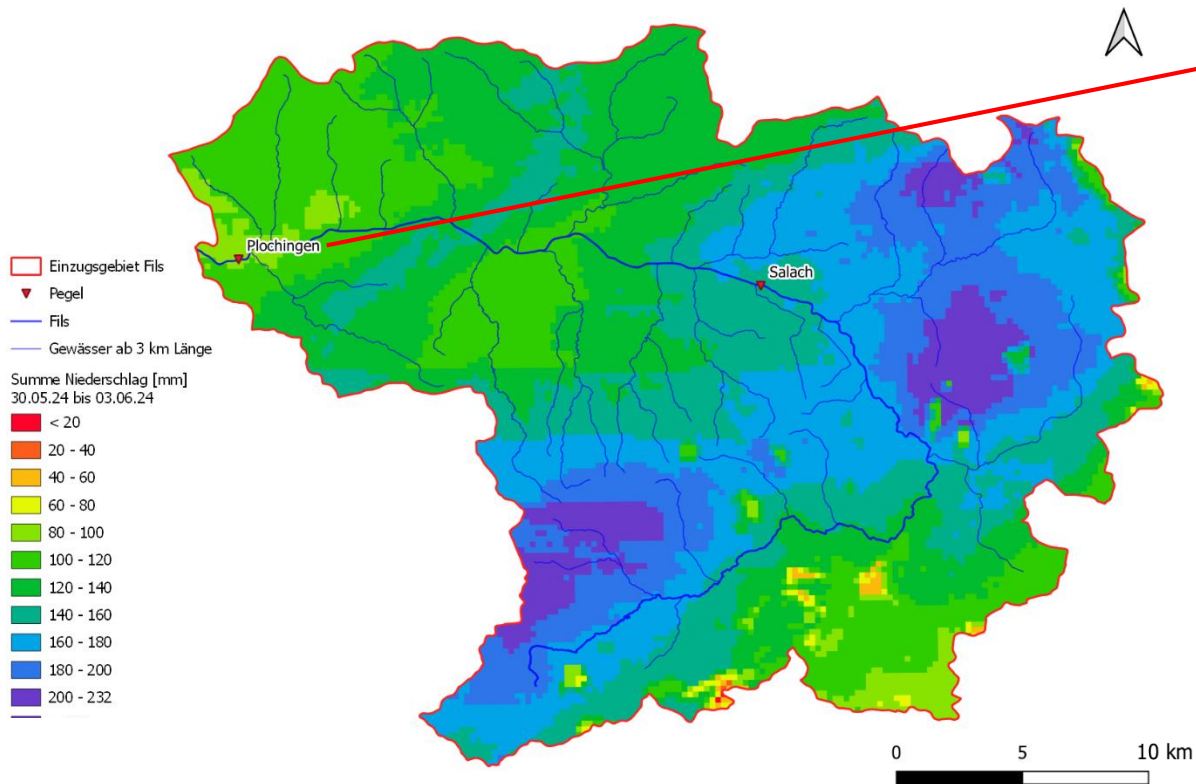 Plochingen
Salach
Einzugsgebiet Fils
Pegel
Fils
Gewässer ab 3 km Länge
Summe Niederschlag [mm]
30.05.24 bis 03.06.24
< 20
20 - 40
40 - 60
60 - 80
80 - 100
100 - 120
120 - 140
140 - 160
160 - 180
180 - 200
200 - 232
0 5 10 km